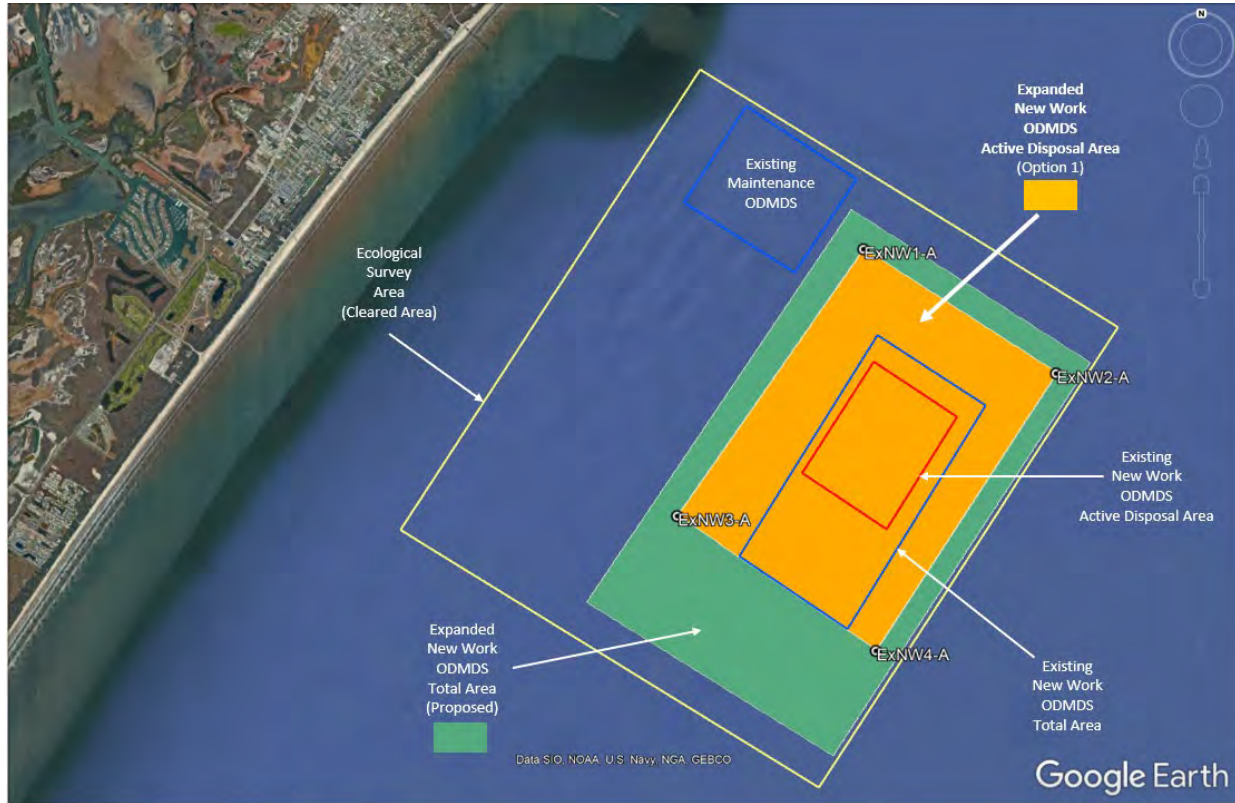 N
Expanded
New Work
ODMDS
Active Disposal Area
(Option 1)
Existing
Maintenance
ODMDS
ExNW1-A
Ecological
Survey
Area
(Cleared Area)
ExNW2-A
Existing
New Work
ODMDS
Active Disposal Area
ExNW3-A
Expanded
New Work
ODMDS
Total Area
(Proposed)
ExNW4-A
Existing
New Work
ODMDS
Total Area
Data SIO, NOAA, U.S. Navy, NGA, GEBCO
Google Earth